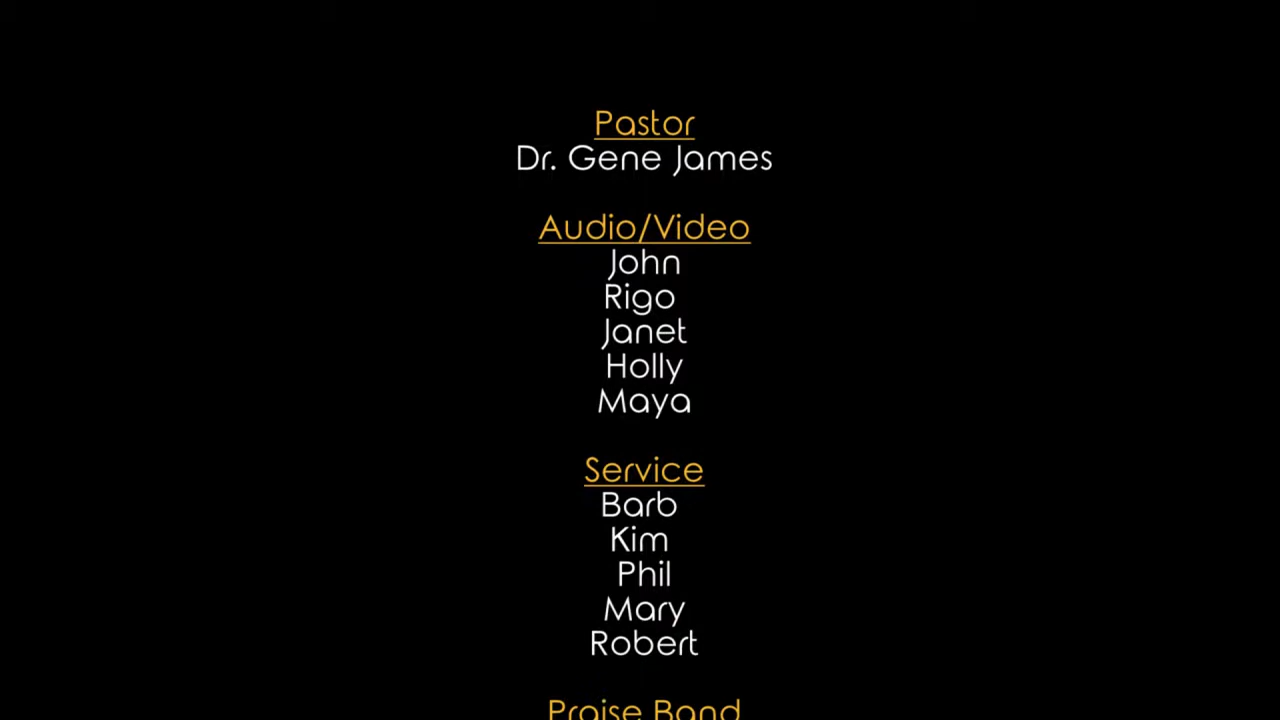 Pastor
Dr. Gene James
Audio/Video
John
Rigo
Janet
Holly
Maya
Service
Barb
Kim
Phil
Mary
Robert
Praise Band